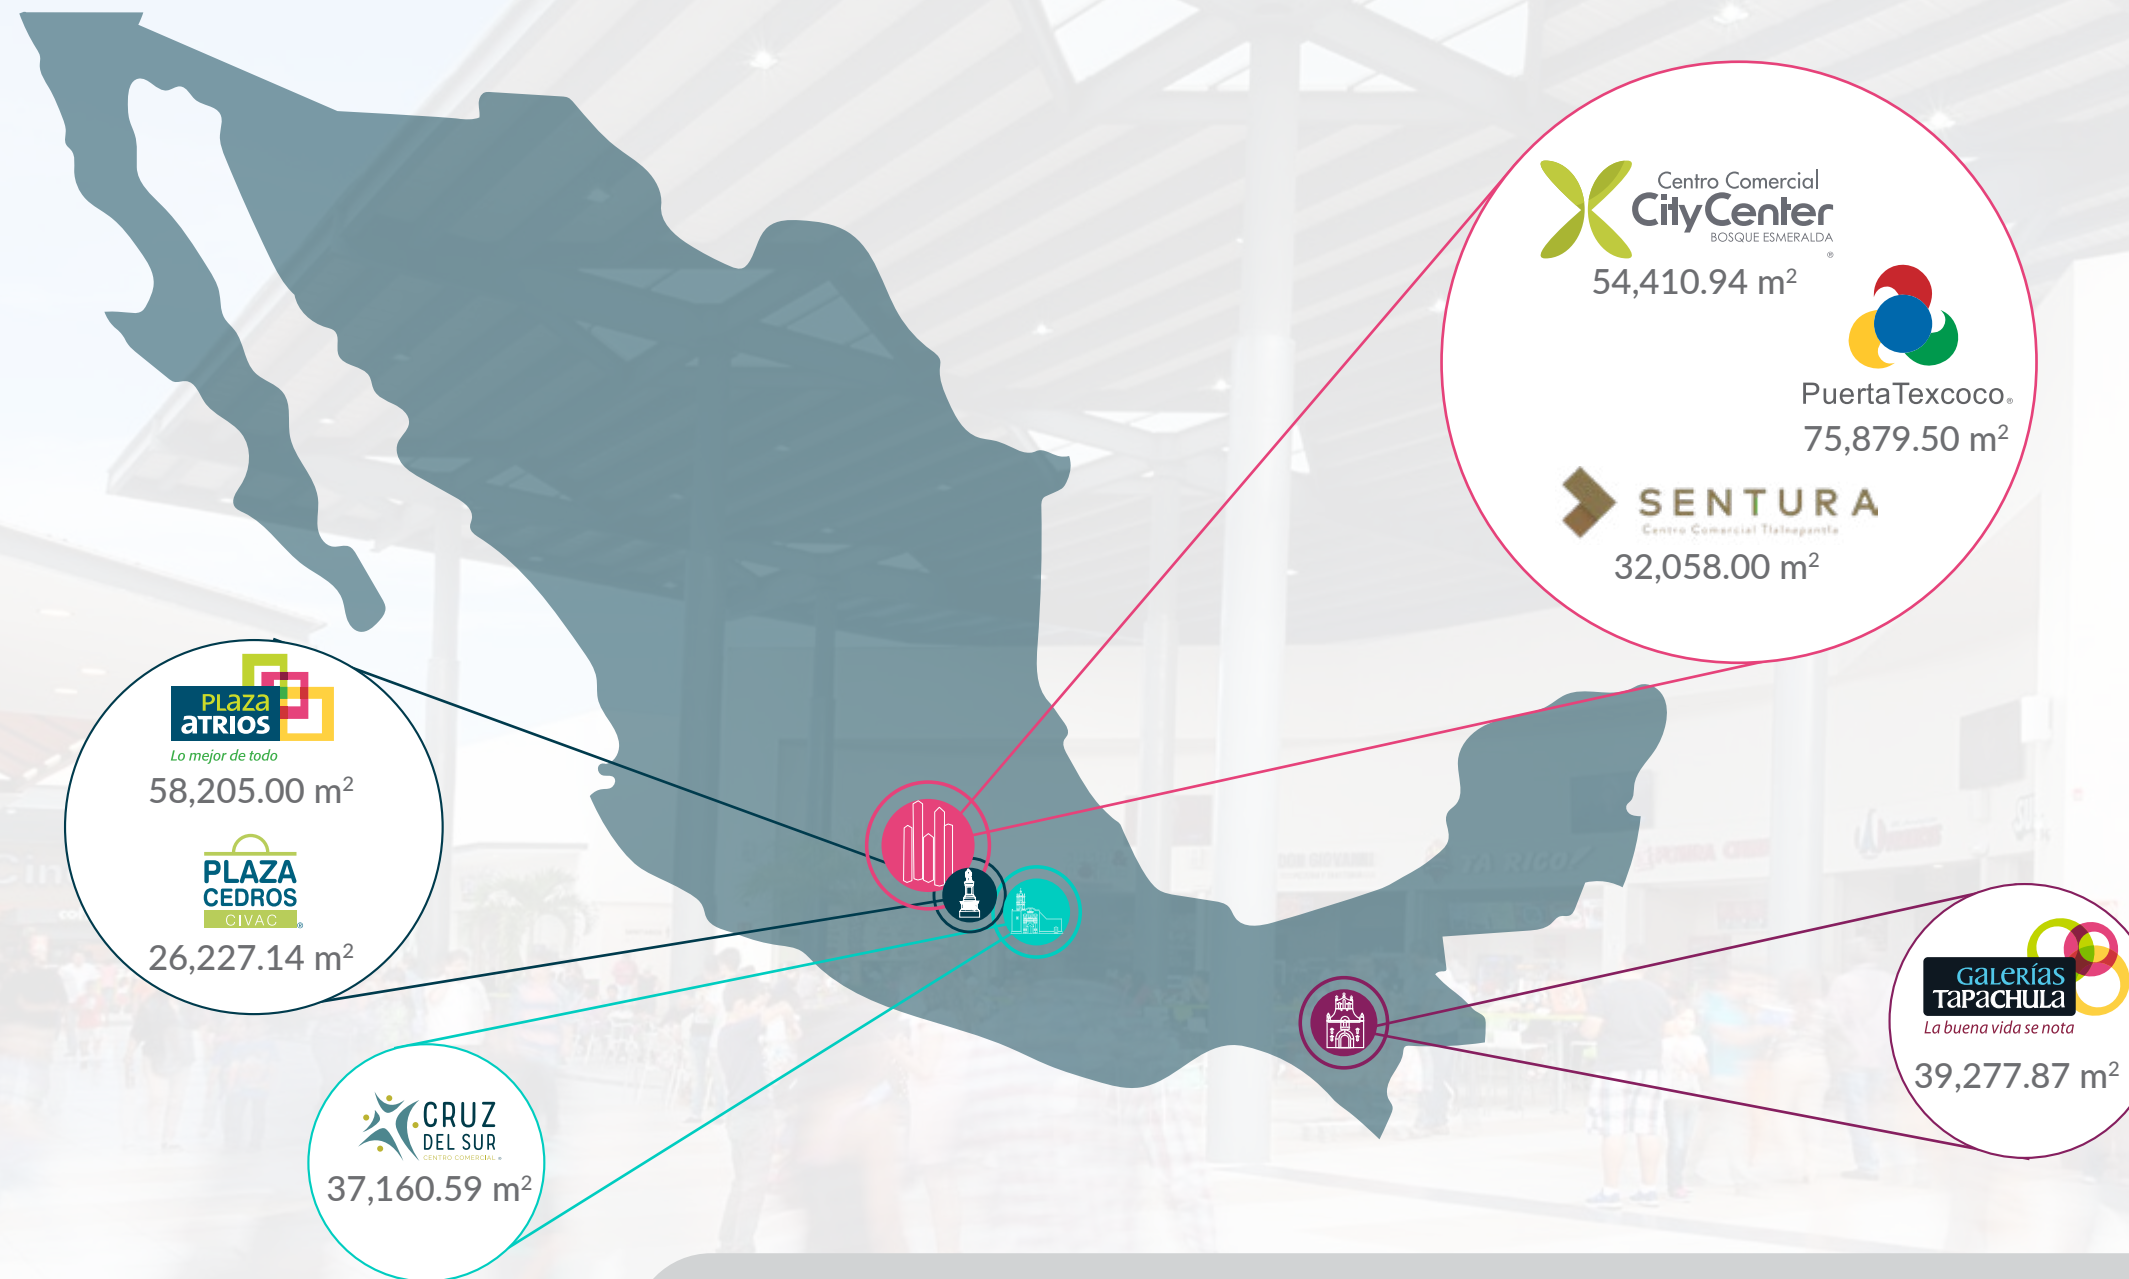 Centro Comercial
CityCenter
BOSQUE ESMERALDA
®
54,410.94 m²
PuertaTexcoco®
75,879.50 m²
SENTURA
Centro Comercial Tlalnepantla
32,058.00 m²
PLAZA
ATRIOS
Lo mejor de todo
58,205.00 m²
PLAZA
CEDROS
CIVAC®
26,227.14 m²
CRUZ
DEL SUR
CENTRO COMERCIAL ®
37,160.59 m²
GALERÍAS
TAPACHULA
La buena vida se nota
39,277.87 m²